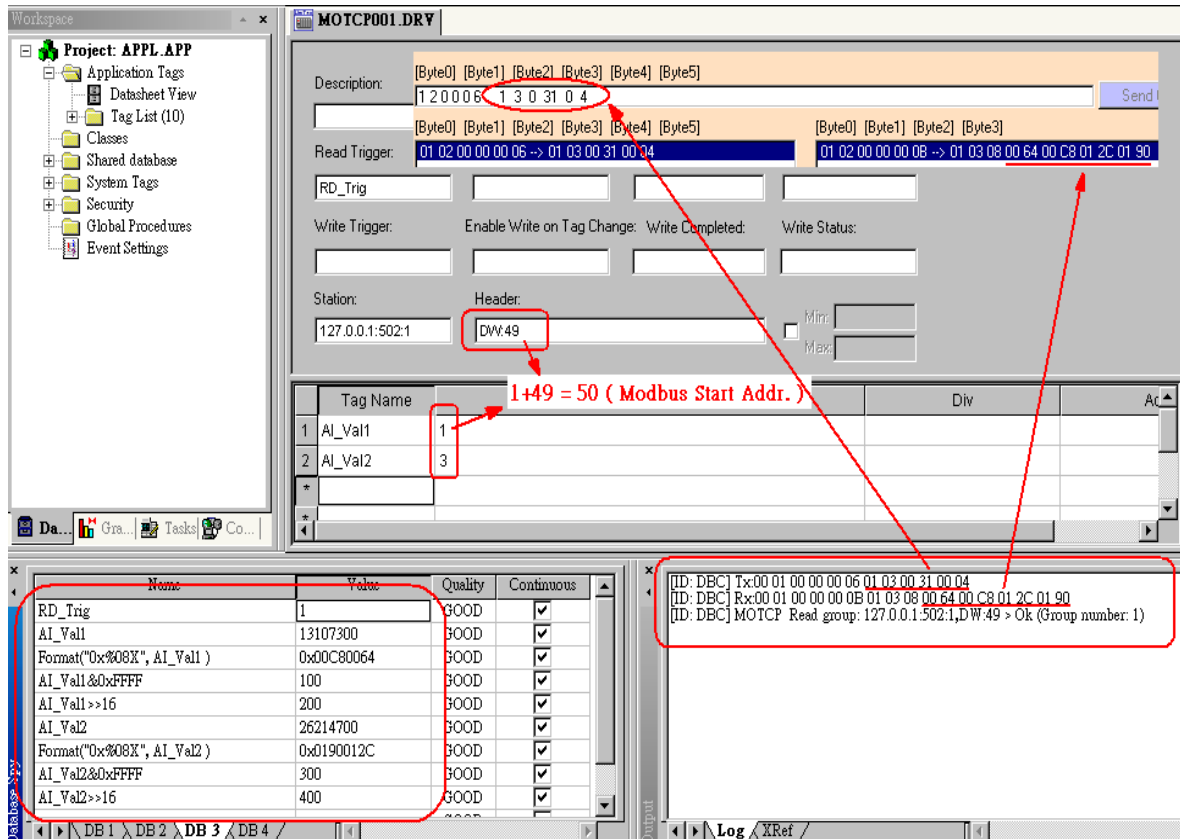 Workspace
Project: APPL.APP
Application Tags
Datasheet View
Tag List (10)
Classes
Shared database
System Tags
Security
Global Procedures
Event Settings
Da... Gra... Tasks Co...
MOTCP001.DRV
Description:
[Byte0] [Byte1] [Byte2] [Byte3] [Byte4] [Byte5]
1 2 0 0 0 6 1 3 0 31 0 4
Send
[Byte0] [Byte1] [Byte2] [Byte3] [Byte4] [Byte5] [Byte0] [Byte1] [Byte2] [Byte3]
Read Trigger: 01 02 00 00 00 06 --> 01 03 00 31 00 04 01 02 00 00 00 0B --> 01 03 08 00 64 00 C8 01 2C 01 90
RD_Trig
Write Trigger: Enable Write on Tag Change: Write Completed: Write Status:
Station: Header:
127.0.0.1:502:1 DW:49
Min:
Max:
1+49 = 50 ( Modbus Start Addr. )
Tag Name Div
1 AI_Val1 1
2 AI_Val2 3
*
*
Name Value Quality Continuous
RD_Trig 1 GOOD
AI_Val1 13107300 GOOD
Format("0x%08X", AI_Val1 ) 0x00C80064 GOOD
AI_Val1&0xFFFF 100 GOOD
AI_Val1>>16 200 GOOD
AI_Val2 26214700 GOOD
Format("0x%08X", AI_Val2 ) 0x0190012C GOOD
AI_Val2&0xFFFF 300 GOOD
AI_Val2>>16 400 GOOD
Database Spy
DB 1 DB 2 DB 3 DB 4
[ID: DBC] Tx:00 01 00 00 00 06 01 03 00 31 00 04
[ID: DBC] Rx:00 01 00 00 00 0B 01 03 08 00 64 00 C8 01 2C 01 90
[ID: DBC] MOTCP Read group: 127.0.0.1:502:1,DW:49 > Ok (Group number: 1)
Output
Log XRef